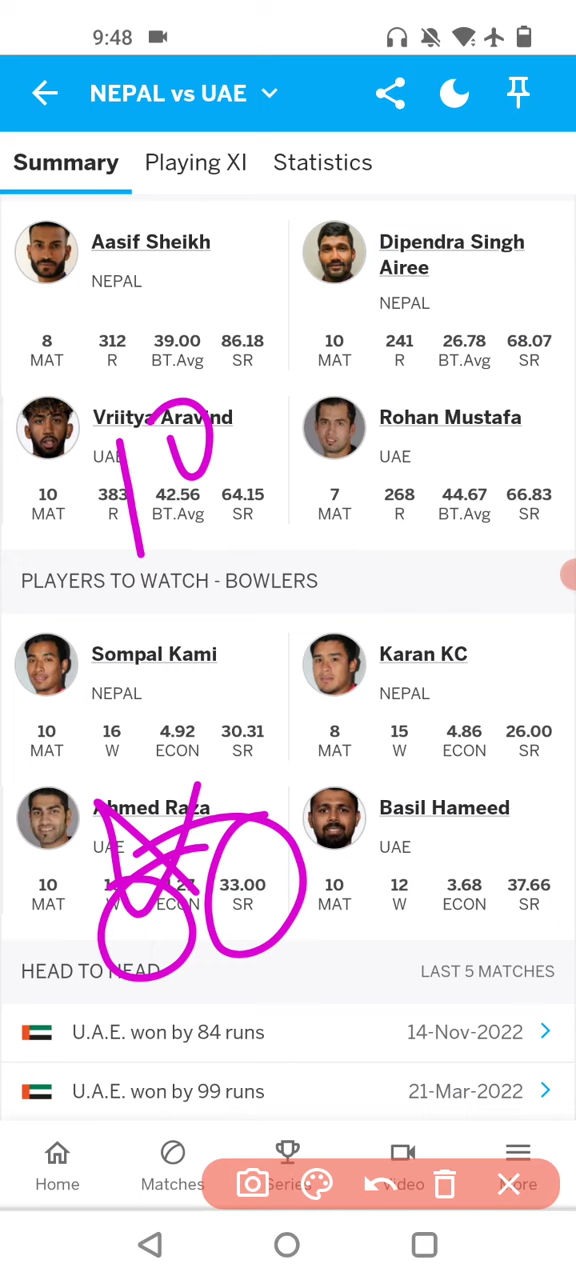 9:48
NEPAL vs UAE
Summary Playing XI Statistics
Aasif Sheikh
NEPAL
8 312 39.00 86.18
MAT R BT.Avg SR
Dipendra Singh
Airee
NEPAL
10 241 26.78 68.07
MAT R BT.Avg SR
Vriitya Aravind
UAE
10 383 42.56 64.15
MAT R BT.Avg SR
Rohan Mustafa
UAE
7 268 44.67 66.83
MAT R BT.Avg SR
PLAYERS TO WATCH - BOWLERS
Sompal Kami
NEPAL
10 16 4.92 30.31
MAT W ECON SR
Karan KC
NEPAL
8 15 4.86 26.00
MAT W ECON SR
Ahmed Raza
UAE
10 33.00
MAT W ECON SR
Basil Hameed
UAE
10 12 3.68 37.66
MAT W ECON SR
HEAD TO HEAD LAST 5 MATCHES
U.A.E. won by 84 runs 14-Nov-2022
U.A.E. won by 99 runs 21-Mar-2022
Home Matches Series Video More